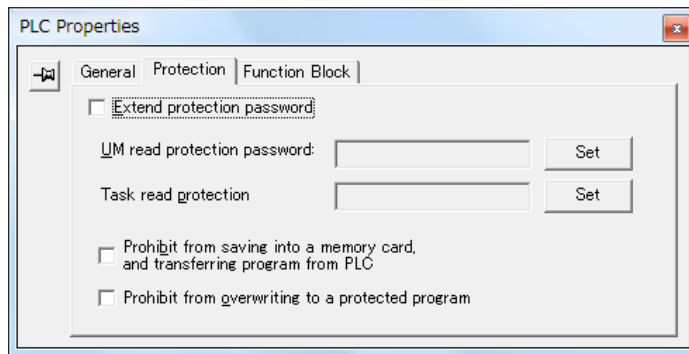 PLC Properties
General Protection Function Block
Extend protection password
UM read protection password: Set
Task read protection Set
Prohibit from saving into a memory card,
and transferring program from PLC
Prohibit from overwriting to a protected program